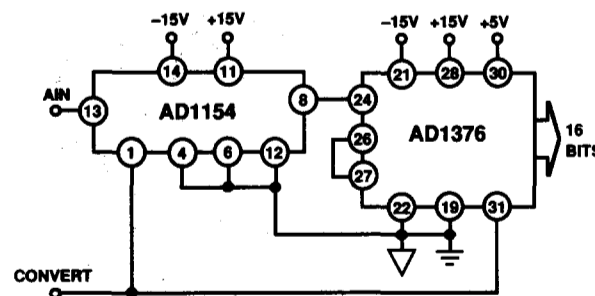 –15V +15V –15V +15V +5V
14 11 21 28 30
AIN 13 AD1154 8 24 AD1376 16
BITS
26
27
1 4 6 12 22 19 31
CONVERT